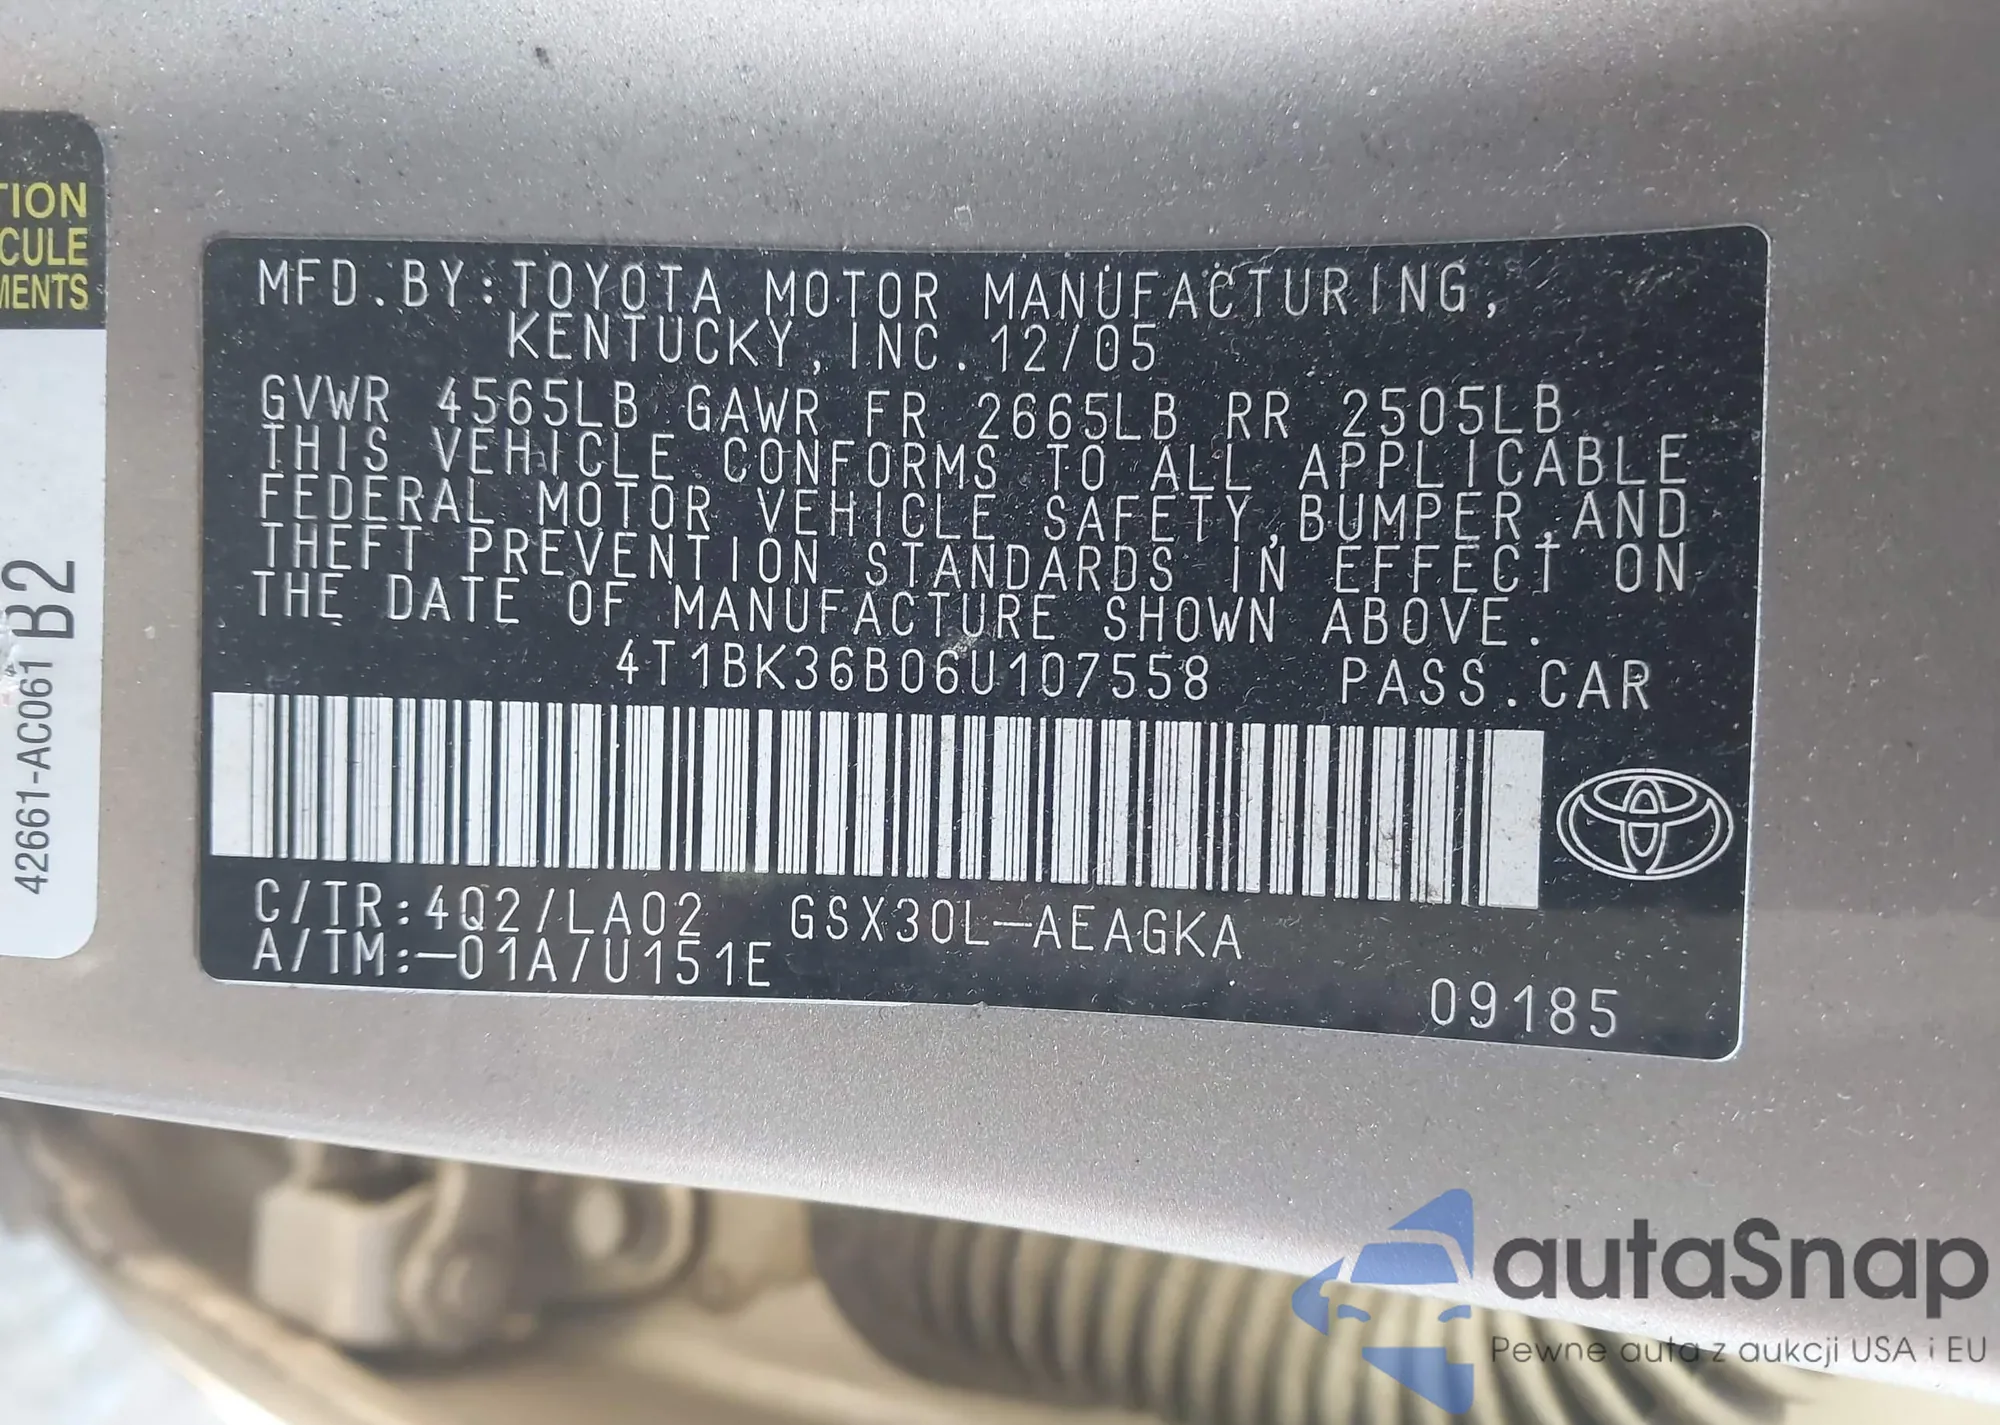 TION
CULE
MENTS
42661-AC061 B2
MFD.BY:TOYOTA MOTOR MANUFACTURING,
KENTUCKY,INC.12/05
GVWR 4565LB GAWR FR 2665LB RR 2505LB
THIS VEHICLE CONFORMS TO ALL APPLICABLE
FEDERAL MOTOR VEHICLE SAFETY,BUMPER,AND
THEFT PREVENTION STANDARDS IN EFFECT ON
THE DATE OF MANUFACTURE SHOWN ABOVE.
4T1BK36B06U107558 PASS.CAR
C/TR:4Q2/LA02 GSX30L-AEAGKA
A/TM:-01A/U151E
09185
autaSnap
Pewne auta z aukcji USA i EU